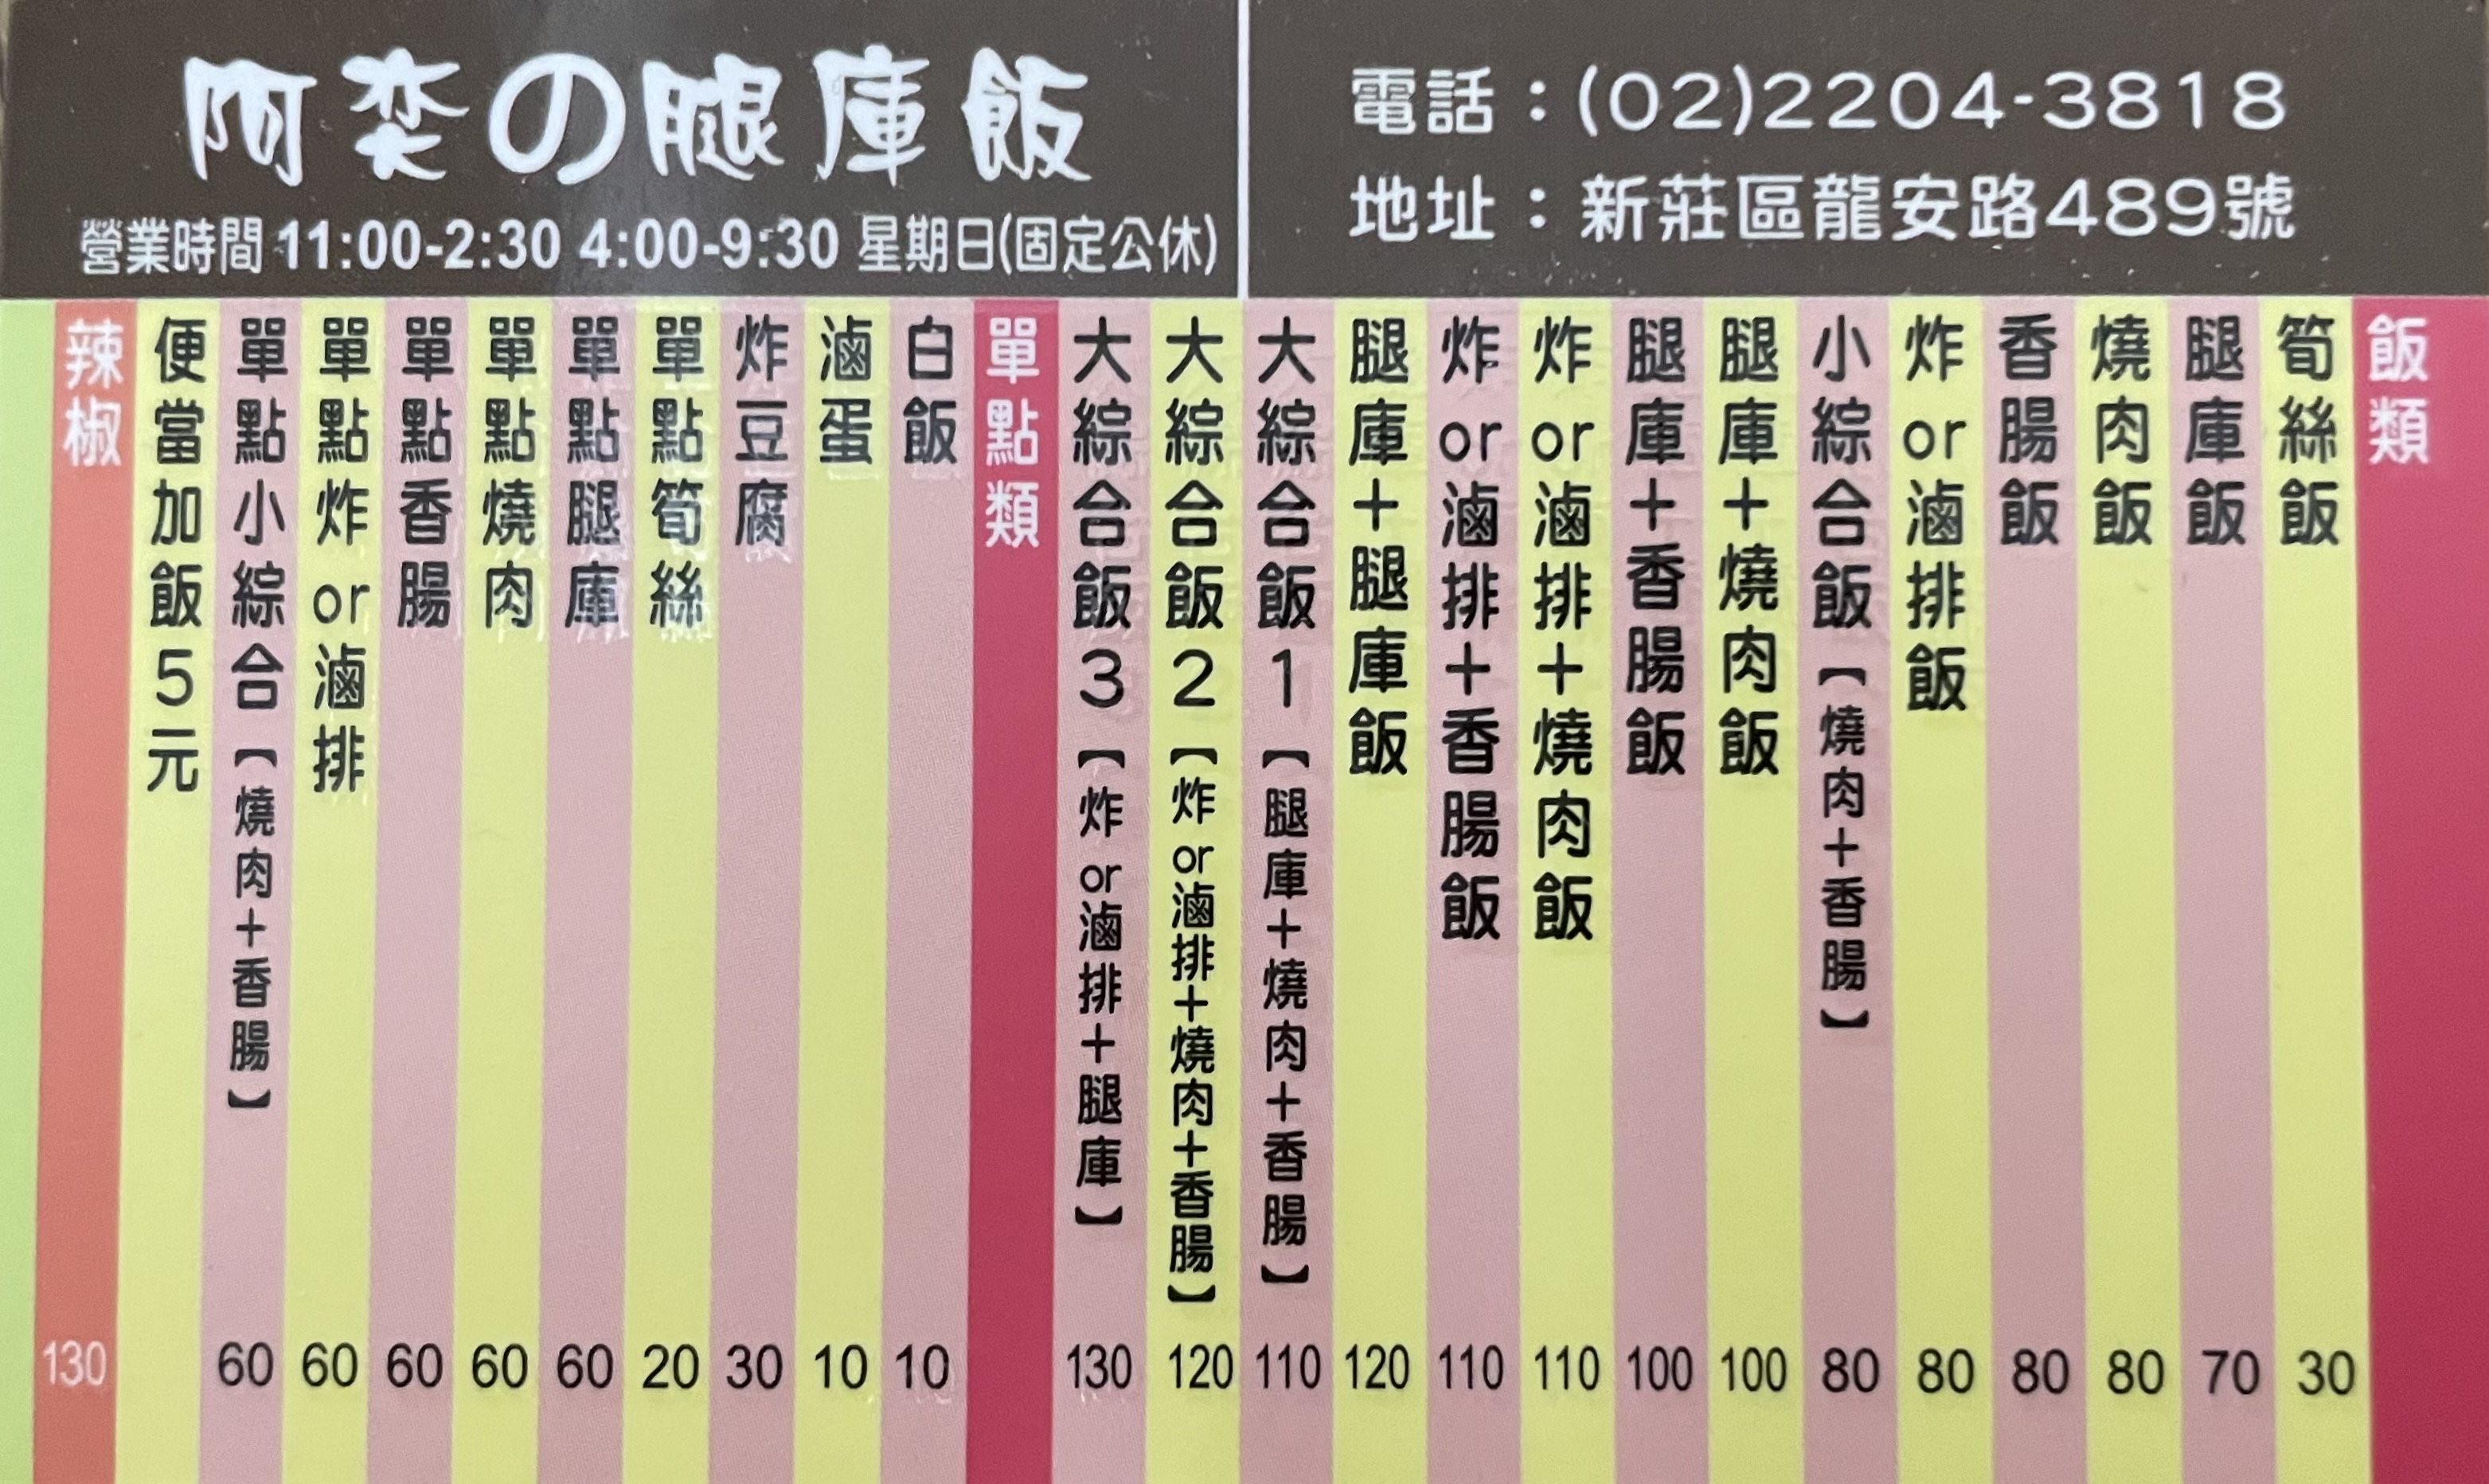 阿奕の腿庫飯
營業時間 11:00-2:30 4:00-9:30 星期日(固定公休)
電話：(02)2204-3818
地址：新莊區龍安路489號
飯類
筍絲飯 30
腿庫飯 70
燒肉飯 80
香腸飯 80
炸or滷排飯 80
小綜合飯【燒肉+香腸】 80
腿庫+燒肉飯 100
腿庫+香腸飯 100
炸or滷排+燒肉飯 110
炸or滷排+香腸飯 110
腿庫+腿庫飯 120
大綜合飯1【腿庫+燒肉+香腸】 110
大綜合飯2【炸or滷排+燒肉+香腸】 120
大綜合飯3【炸or滷排+腿庫】 130
單點類
白飯 10
滷蛋 10
炸豆腐 30
單點筍絲 20
單點腿庫 60
單點燒肉 60
單點香腸 60
單點炸or滷排 60
單點小綜合【燒肉+香腸】 60
便當加飯5元
辣椒 130